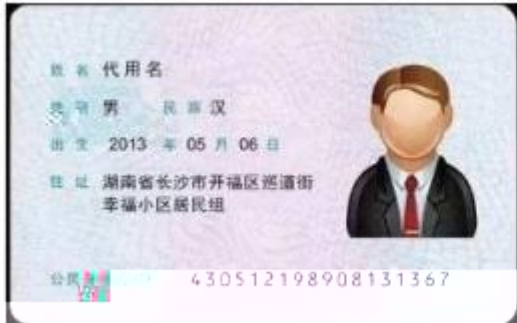 姓名 代用名
性别 男 民族 汉
出生 2013 年 05 月 06 日
住址 湖南省长沙市开福区巡道街
幸福小区居民组
公民 430512198908131367